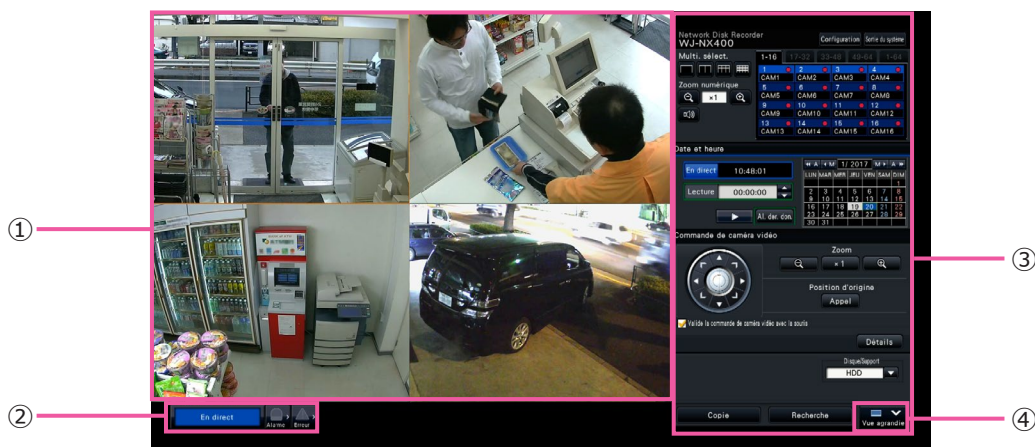 Network Disk Recorder
WJ-NX400
Configuration Sortie du système
Multi. sélect.
1-16 17-32 33-48 49-64 1-64
1 2 3 4
CAM1 CAM2 CAM3 CAM4
5 6 7 8
CAM5 CAM6 CAM7 CAM8
9 10 11 12
CAM9 CAM10 CAM11 CAM12
13 14 15 16
CAM13 CAM14 CAM15 CAM16
Zoom numérique
×1
Date et heure
En direct 10:48:01
Lecture 00:00:00
Al. der. don.
A M 1/ 2017 M A
LUN MAR MER JEU VEN SAM DIM
1
2 3 4 5 6 7 8
9 10 11 12 13 14 15
16 17 18 19 20 21 22
23 24 25 26 27 28 29
30 31
Commande de caméra vidéo
Zoom
×1
Position d'origine
Appel
Valide la commande de caméra vidéo avec la souris
Détails
Disque/Support
HDD
Copie Recherche Vue agrandie
En direct Alarme Erreur
①
②
③
④